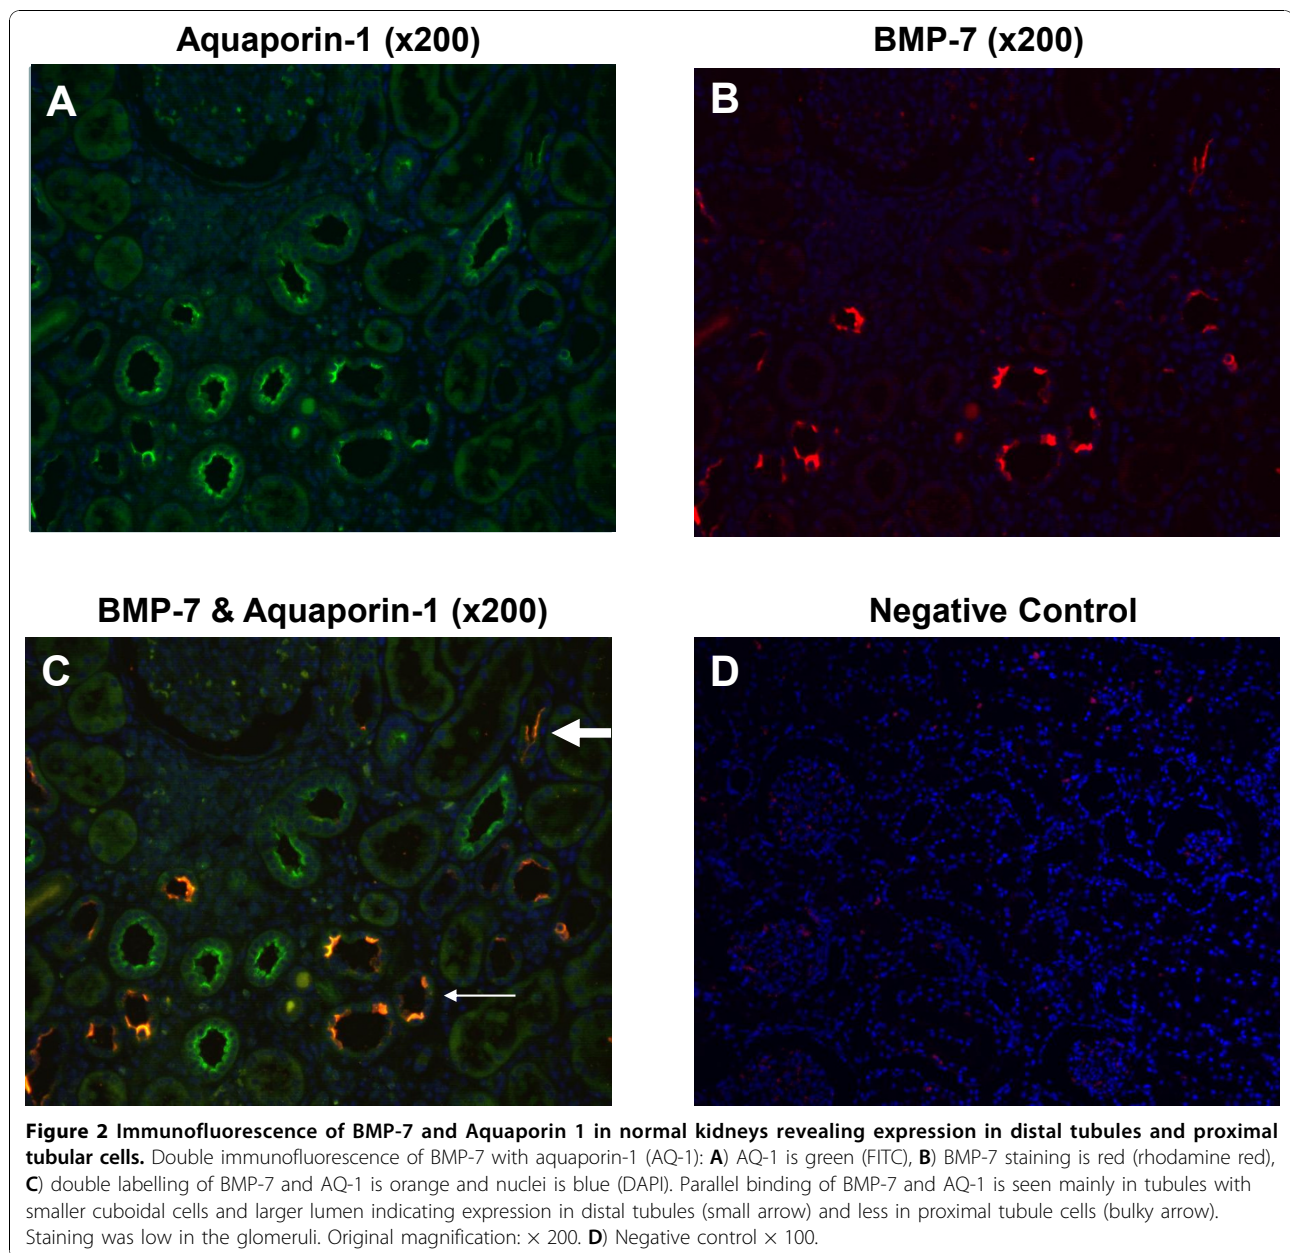 Aquaporin-1 (x200)
BMP-7 (x200)
A
B
BMP-7 & Aquaporin-1 (x200)
Negative Control
C
D
Figure 2 Immunofluorescence of BMP-7 and Aquaporin 1 in normal kidneys revealing expression in distal tubules and proximal
tubular cells. Double immunofluorescence of BMP-7 with aquaporin-1 (AQ-1): A) AQ-1 is green (FITC), B) BMP-7 staining is red (rhodamine red),
C) double labelling of BMP-7 and AQ-1 is orange and nuclei is blue (DAPI). Parallel binding of BMP-7 and AQ-1 is seen mainly in tubules with
smaller cuboidal cells and larger lumen indicating expression in distal tubules (small arrow) and less in proximal tubule cells (bulky arrow).
Staining was low in the glomeruli. Original magnification: × 200. D) Negative control × 100.